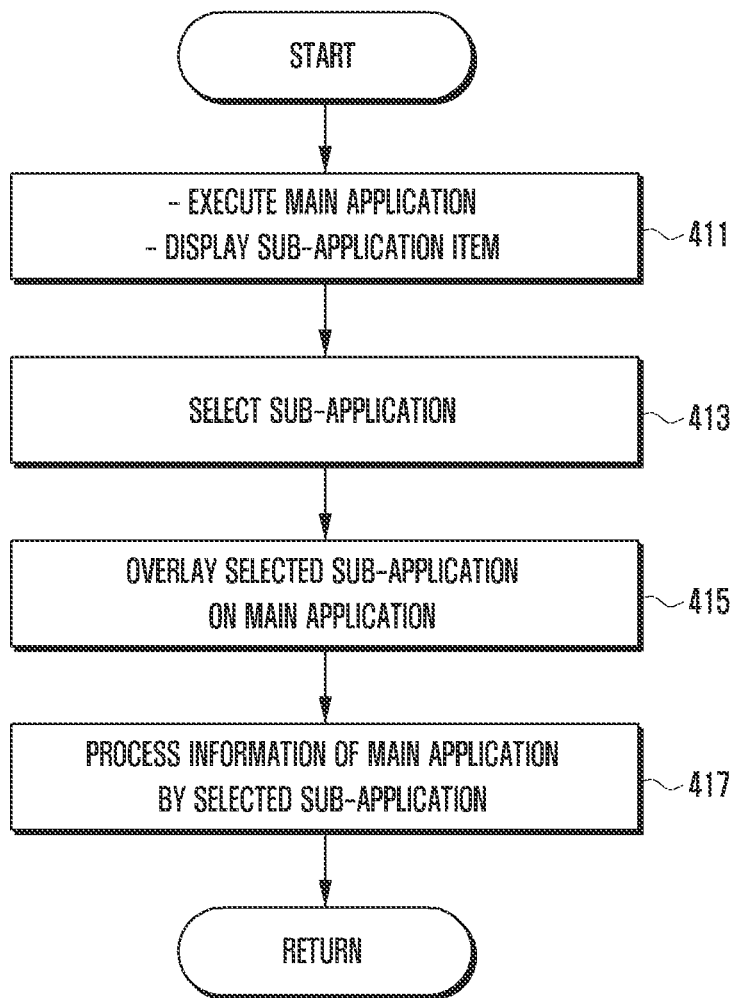 START
- EXECUTE MAIN APPLICATION
- DISPLAY SUB-APPLICATION ITEM
411
SELECT SUB-APPLICATION
413
OVERLAY SELECTED SUB-APPLICATION
ON MAIN APPLICATION
415
PROCESS INFORMATION OF MAIN APPLICATION
BY SELECTED SUB-APPLICATION
417
RETURN